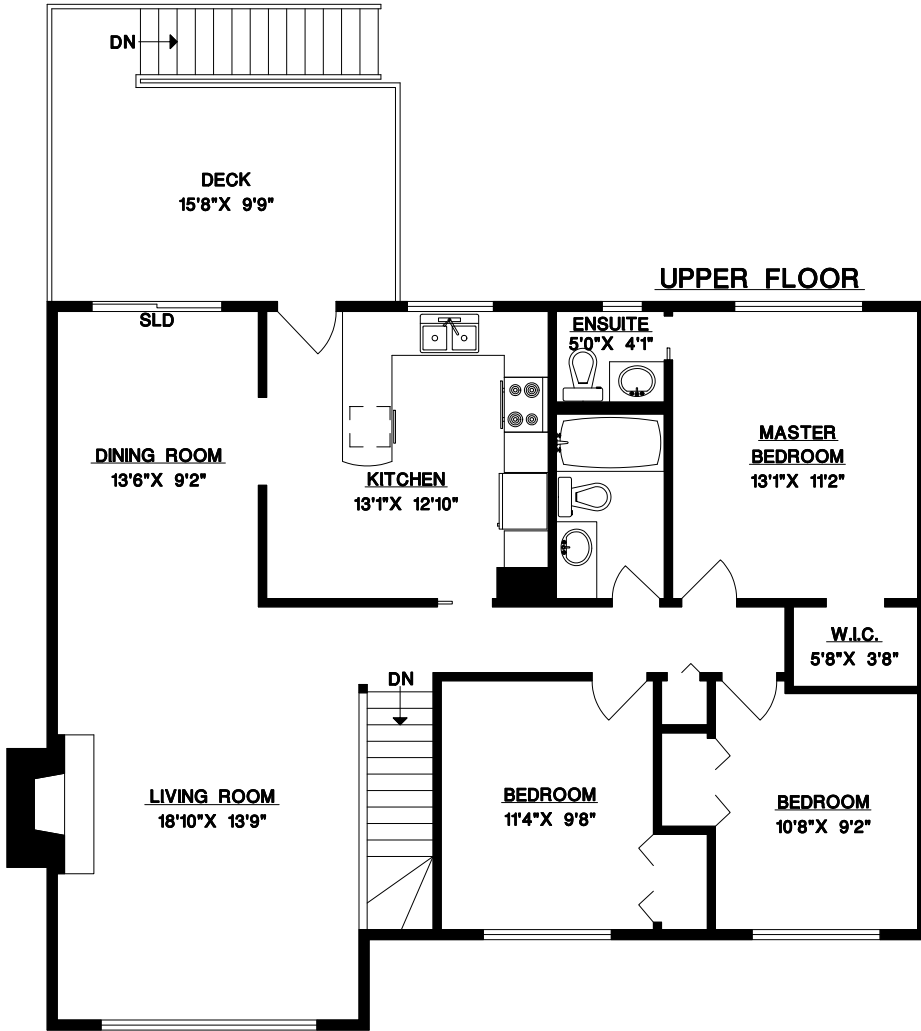 DN
DECK
15'8"X 9'9"
UPPER FLOOR
SLD
ENSUITE
5'0"X 4'1"
DINING ROOM
13'6"X 9'2"
KITCHEN
13'1"X 12'10"
MASTER
BEDROOM
13'1"X 11'2"
W.I.C.
5'8"X 3'8"
DN
LIVING ROOM
18'10"X 13'9"
BEDROOM
11'4"X 9'8"
BEDROOM
10'8"X 9'2"